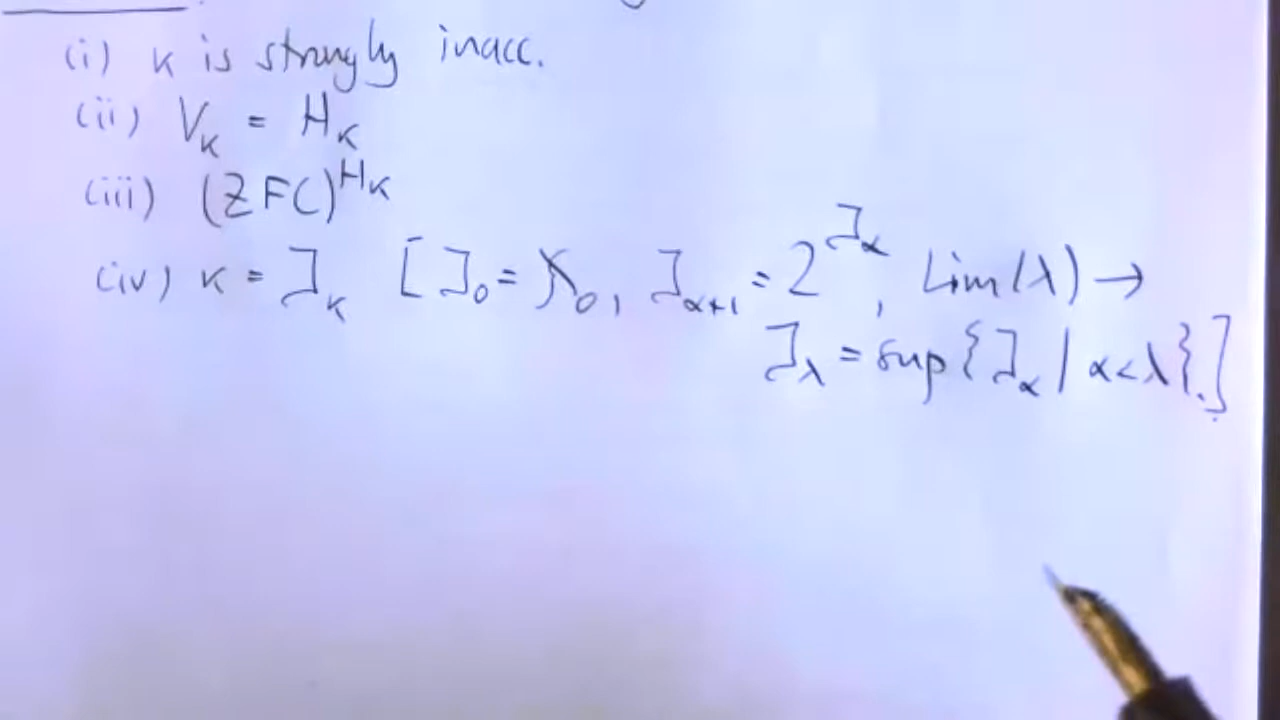 (i) κ is strongly inacc.
(ii) V_κ = H_κ
(iii) (ZFC)^{H_κ}
(iv) κ = ℶ_κ [ℶ_0 = ℵ_0, ℶ_{α+1} = 2^{ℶ_α}, Lim(λ) →
ℶ_λ = sup{ℶ_α | α<λ}.]